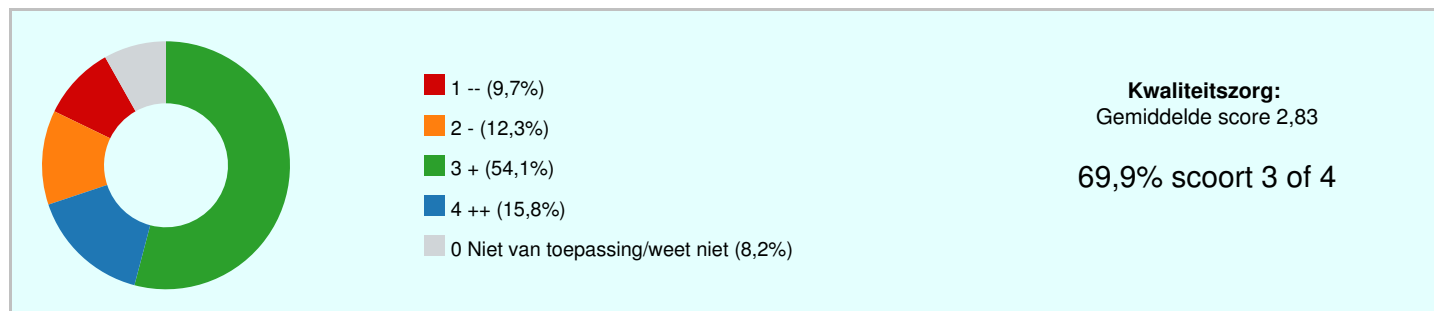 1 -- (9,7%)
2 - (12,3%)
3 + (54,1%)
4 ++ (15,8%)
0 Niet van toepassing/weet niet (8,2%)
Kwaliteitszorg:
Gemiddelde score 2,83
69,9% scoort 3 of 4